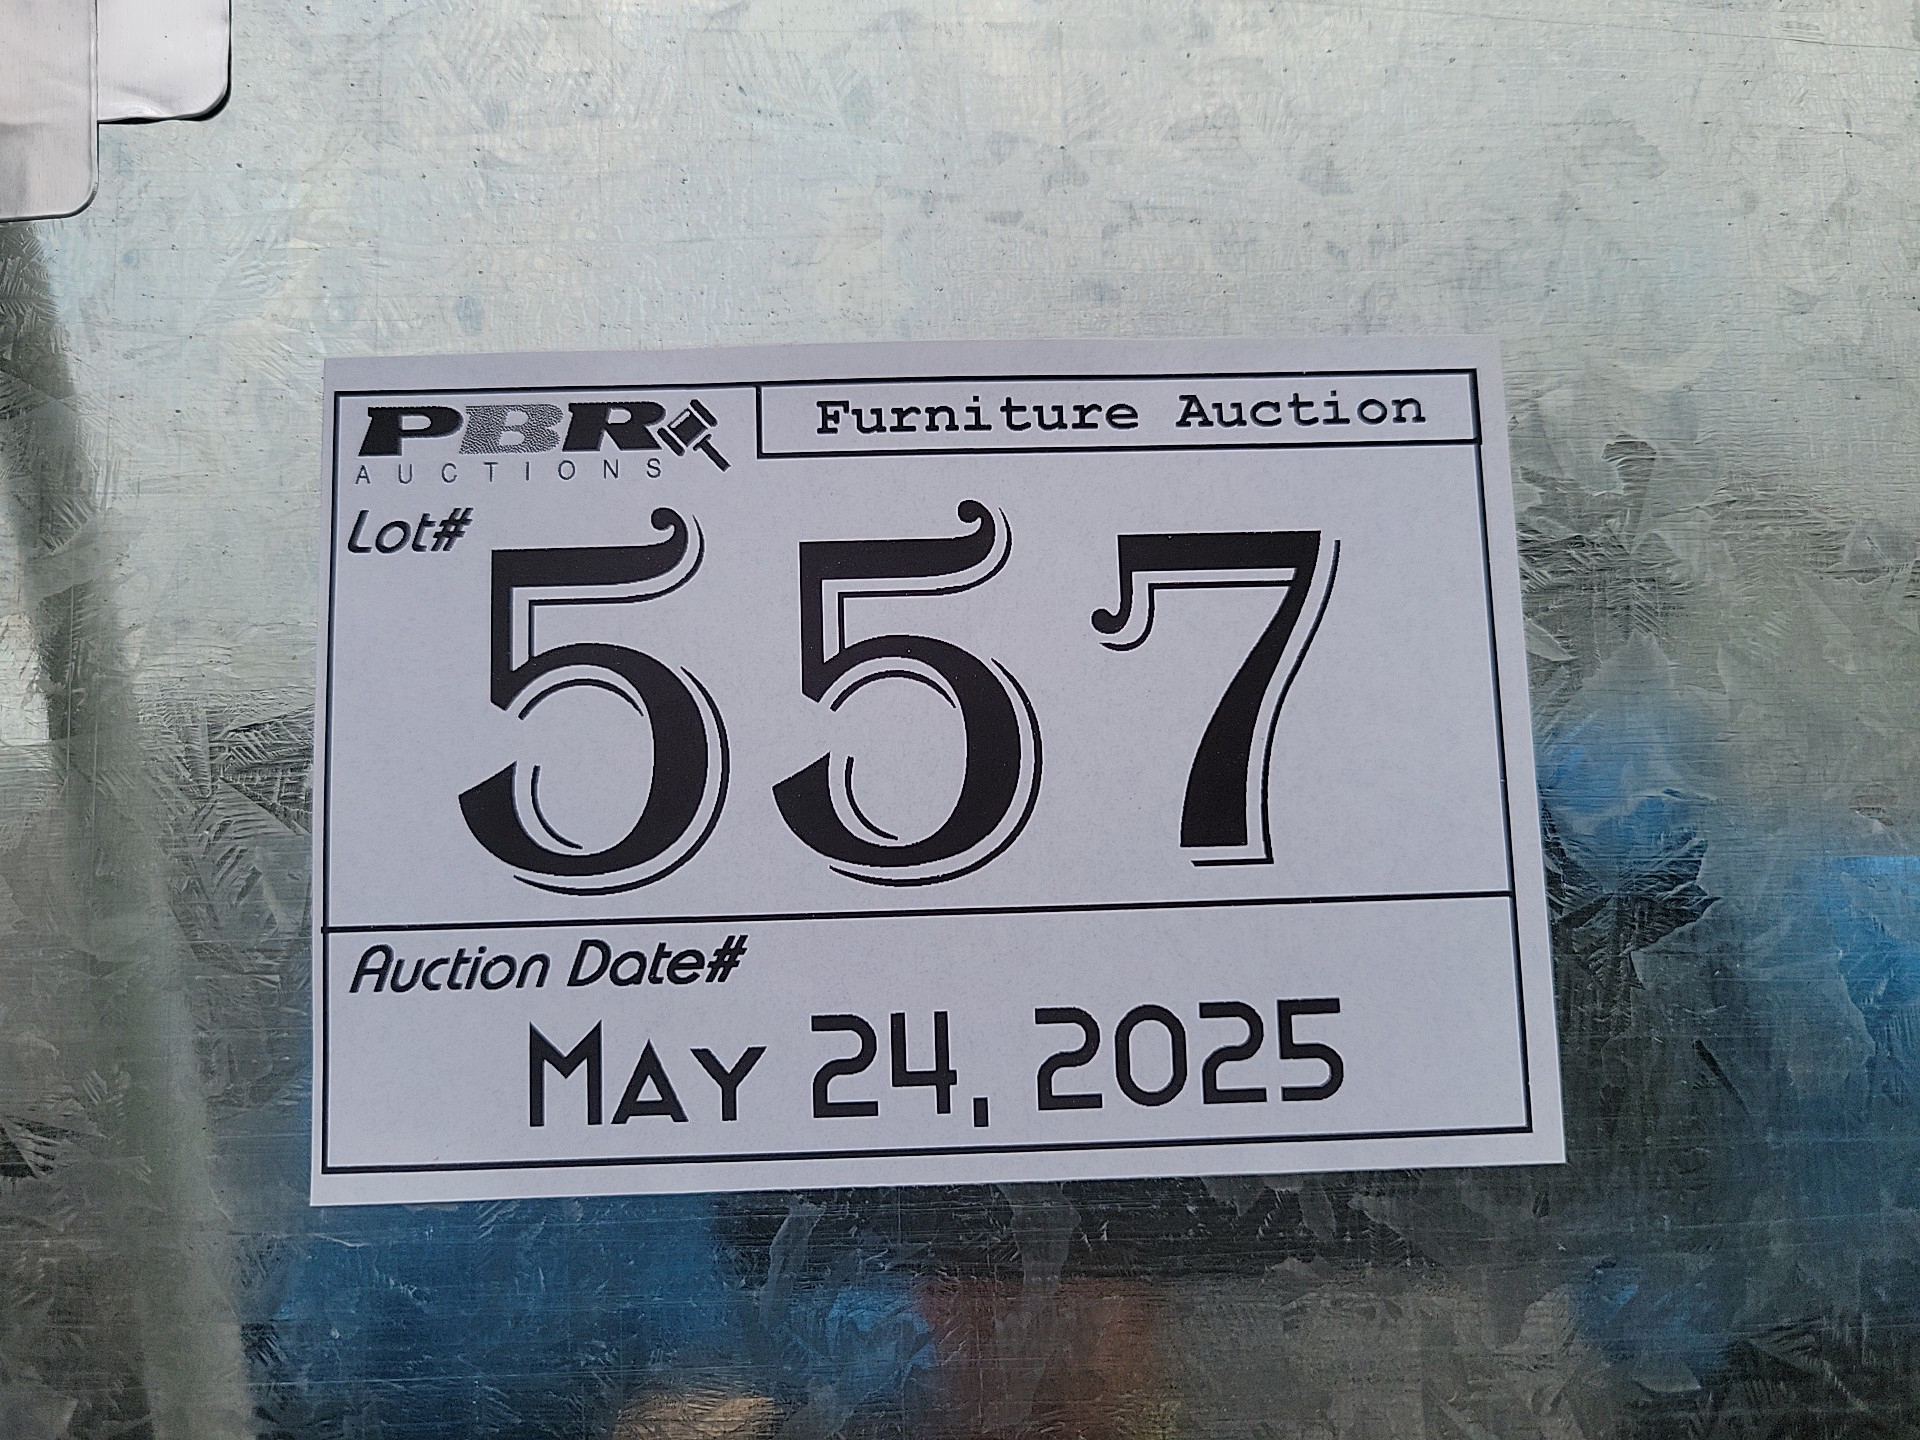 PBR
AUCTIONS
Furniture Auction
Lot#
557
Auction Date#
May 24, 2025